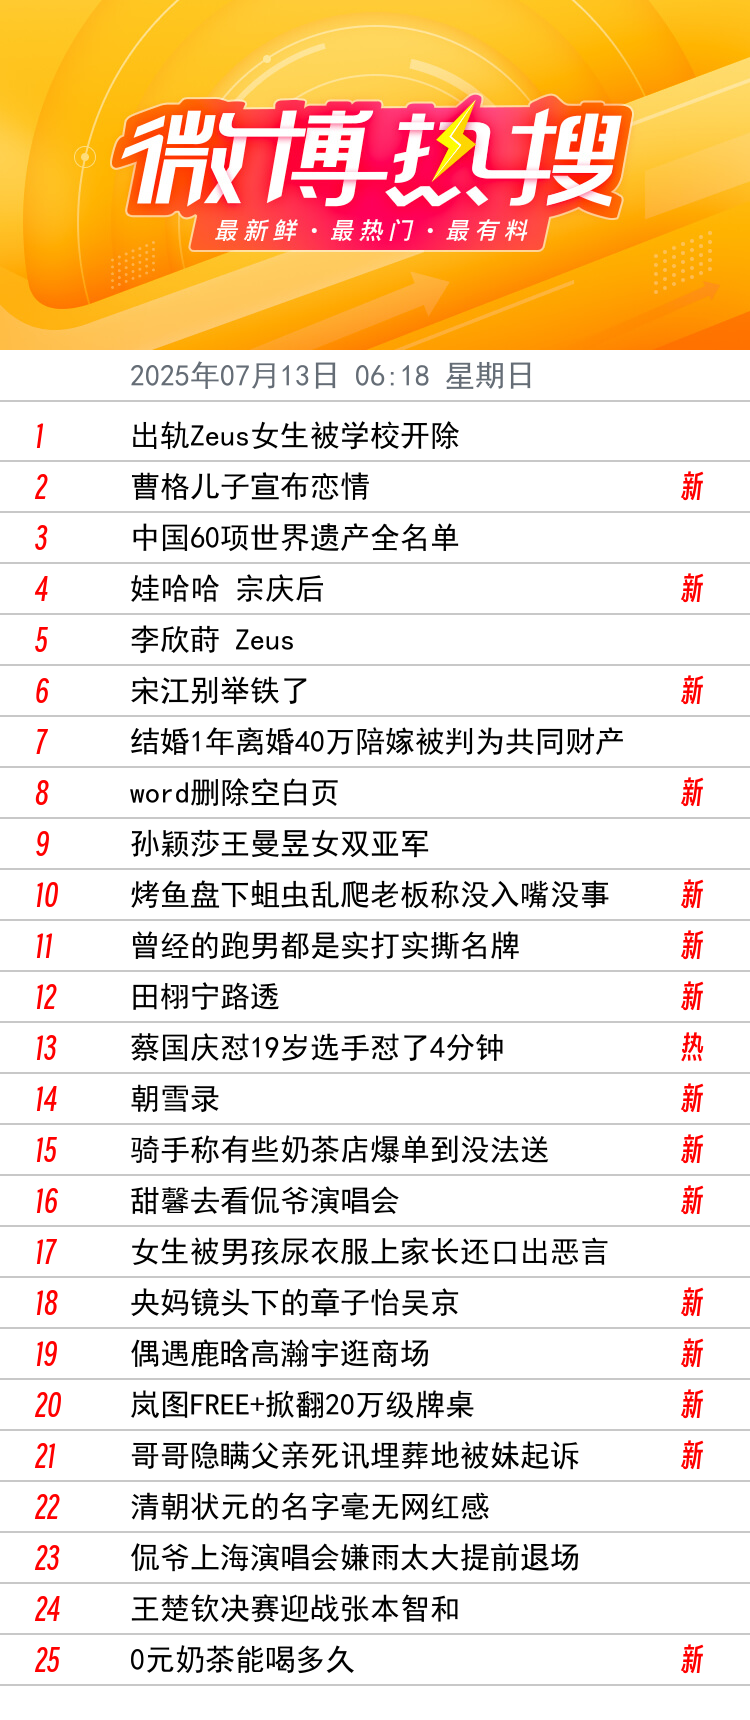 微博热搜
最新鲜·最热门·最有料
2025年07月13日 06:18 星期日
1 出轨Zeus女生被学校开除
2 曹格儿子宣布恋情 新
3 中国60项世界遗产全名单
4 娃哈哈 宗庆后 新
5 李欣莳 Zeus
6 宋江别举铁了 新
7 结婚1年离婚40万陪嫁被判为共同财产
8 word删除空白页 新
9 孙颖莎王曼昱女双亚军
10 烤鱼盘下蛆虫乱爬老板称没入嘴没事 新
11 曾经的跑男都是实打实撕名牌 新
12 田栩宁路透 新
13 蔡国庆怼19岁选手怼了4分钟 热
14 朝雪录 新
15 骑手称有些奶茶店爆单到没法送 新
16 甜馨去看侃爷演唱会 新
17 女生被男孩尿衣服上家长还口出恶言
18 央妈镜头下的章子怡吴京 新
19 偶遇鹿晗高瀚宇逛商场 新
20 岚图FREE+掀翻20万级牌桌 新
21 哥哥隐瞒父亲死讯埋葬地被妹起诉 新
22 清朝状元的名字毫无网红感
23 侃爷上海演唱会嫌雨太大提前退场
24 王楚钦决赛迎战张本智和
25 0元奶茶能喝多久 新